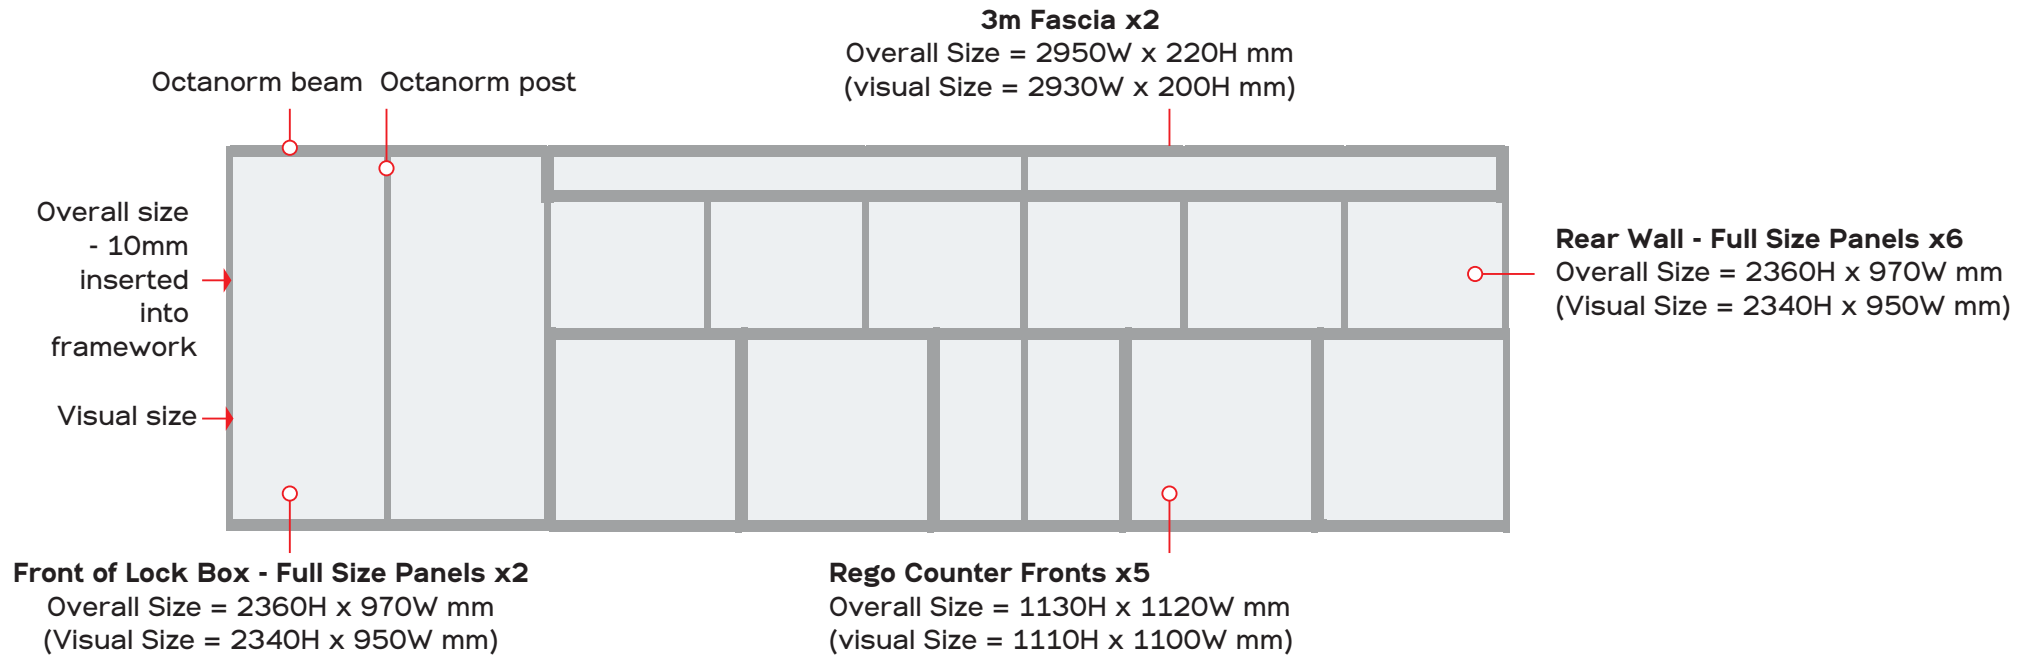 3m Fascia x2
Overall Size = 2950W x 220H mm
(visual Size = 2930W x 200H mm)
Octanorm beam
Octanorm post
Overall size
- 10mm
inserted
into
framework
Visual size
Rear Wall - Full Size Panels x6
Overall Size = 2360H x 970W mm
(Visual Size = 2340H x 950W mm)
Front of Lock Box - Full Size Panels x2
Overall Size = 2360H x 970W mm
(Visual Size = 2340H x 950W mm)
Rego Counter Fronts x5
Overall Size = 1130H x 1120W mm
(visual Size = 1110H x 1100W mm)